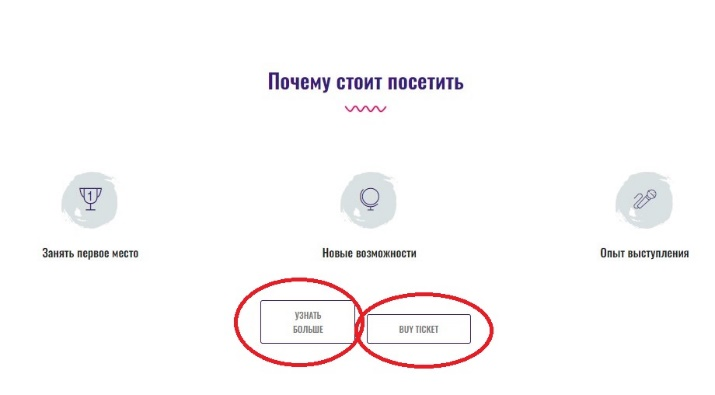 Почему стоит посетить
1
Занять первое место
Новые возможности
Опыт выступления
УЗНАТЬ
БОЛЬШЕ
BUY TICKET